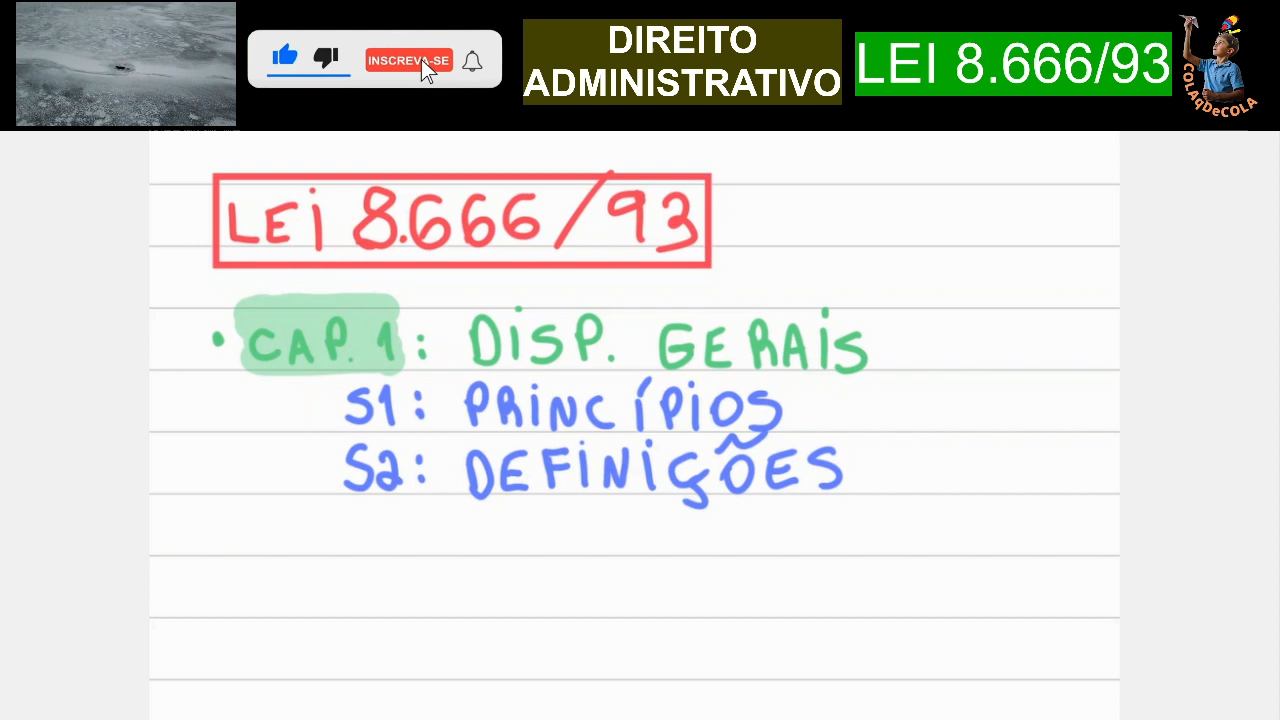 INSCREVA-SE
DIREITO
ADMINISTRATIVO
LEI 8.666/93
COLAqDeCOLA
LEI 8.666/93
• CAP. 1: DISP. GERAIS
S1: PRINCÍPIOS
S2: DEFINIÇÕES